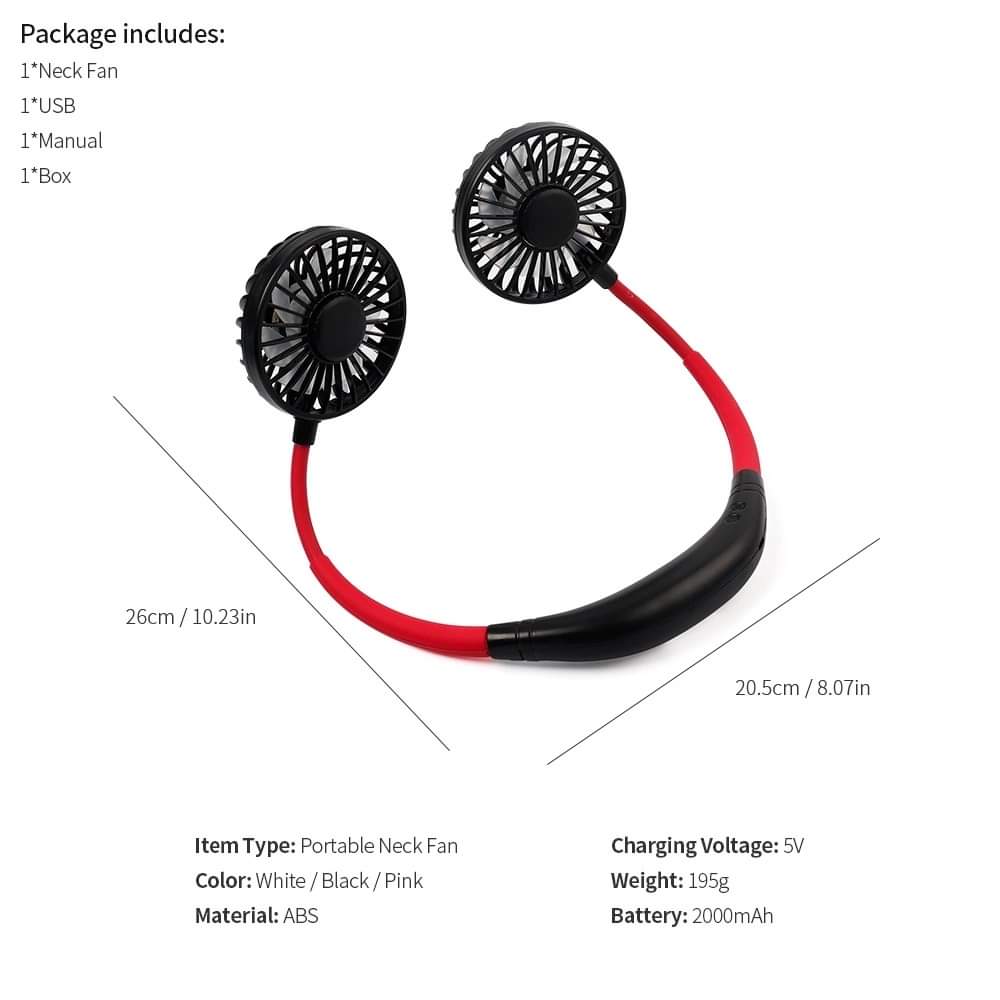 Package includes:
1*Neck Fan
1*USB
1*Manual
1*Box
26cm / 10.23in
20.5cm / 8.07in
Item Type: Portable Neck Fan
Color: White / Black / Pink
Material: ABS
Charging Voltage: 5V
Weight: 195g
Battery: 2000mAh